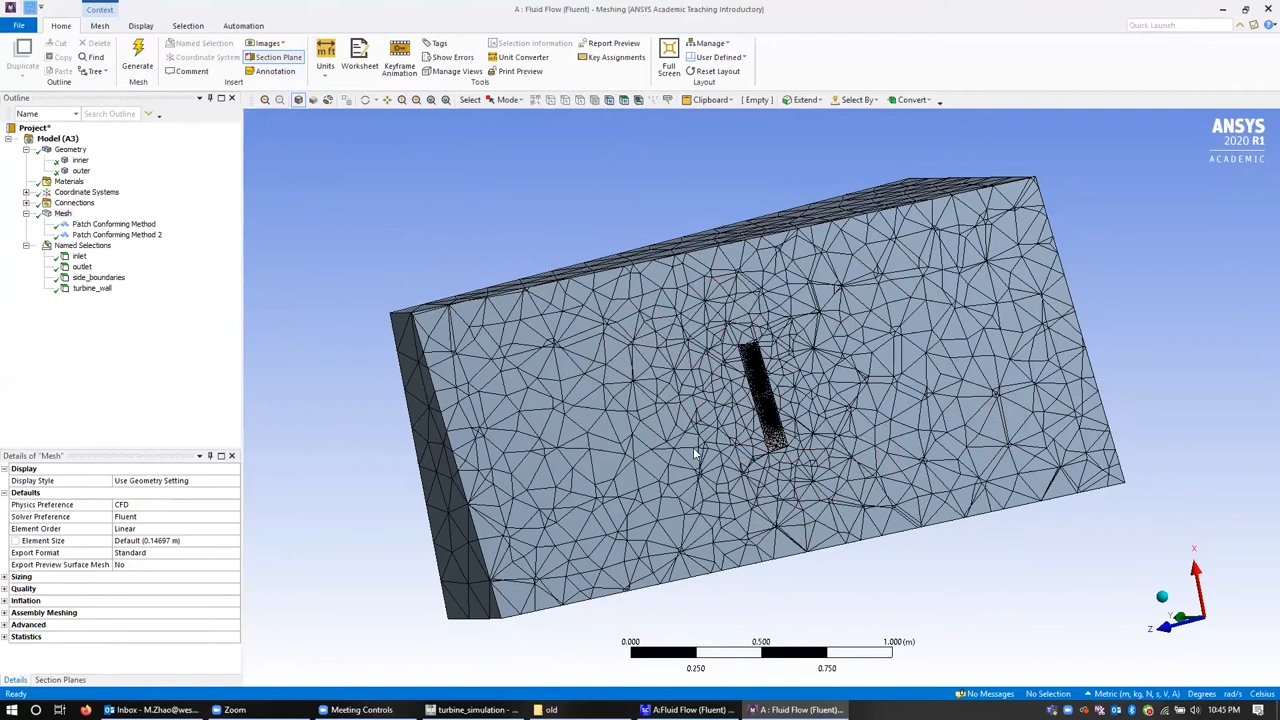 A : Fluid Flow (Fluent) - Meshing [ANSYS Academic Teaching Introductory]
Context
File Home Mesh Display Selection Automation
Quick Launch
Duplicate
Cut
Copy
Paste
Delete
Find
Tree
Outline
Generate
Mesh
Named Selection
Coordinate System
Comment
Images
Section Plane
Annotation
Insert
Units
Worksheet
Keyframe Animation
Tags
Show Errors
Manage Views
Selection Information
Unit Converter
Print Preview
Report Preview
Key Assignments
Tools
Full Screen
Manage
User Defined
Reset Layout
Layout
Select Mode Clipboard [ Empty ] Extend Select By Convert
Outline
Name Search Outline
Project*
Model (A3)
Geometry
inner
outer
Materials
Coordinate Systems
Connections
Mesh
Patch Conforming Method
Patch Conforming Method 2
Named Selections
inlet
outlet
side_boundaries
turbine_wall
ANSYS
2020 R1
ACADEMIC
Details of "Mesh"
Display
Display Style Use Geometry Setting
Defaults
Physics Preference CFD
Solver Preference Fluent
Element Order Linear
Element Size Default (0.14697 m)
Export Format Standard
Export Preview Surface Mesh No
Sizing
Quality
Inflation
Assembly Meshing
Advanced
Statistics
X
Y
Z
0.000 0.500 1.000 (m)
0.250 0.750
Details Section Planes
Ready No Messages No Selection Metric (m, kg, N, s, V, A) Degrees rad/s Celsius
Inbox - M.Zhao@wes... Zoom Meeting Controls turbine_simulation - ... old A:Fluid Flow (Fluent)... A : Fluid Flow (Fluent)... 10:45 PM